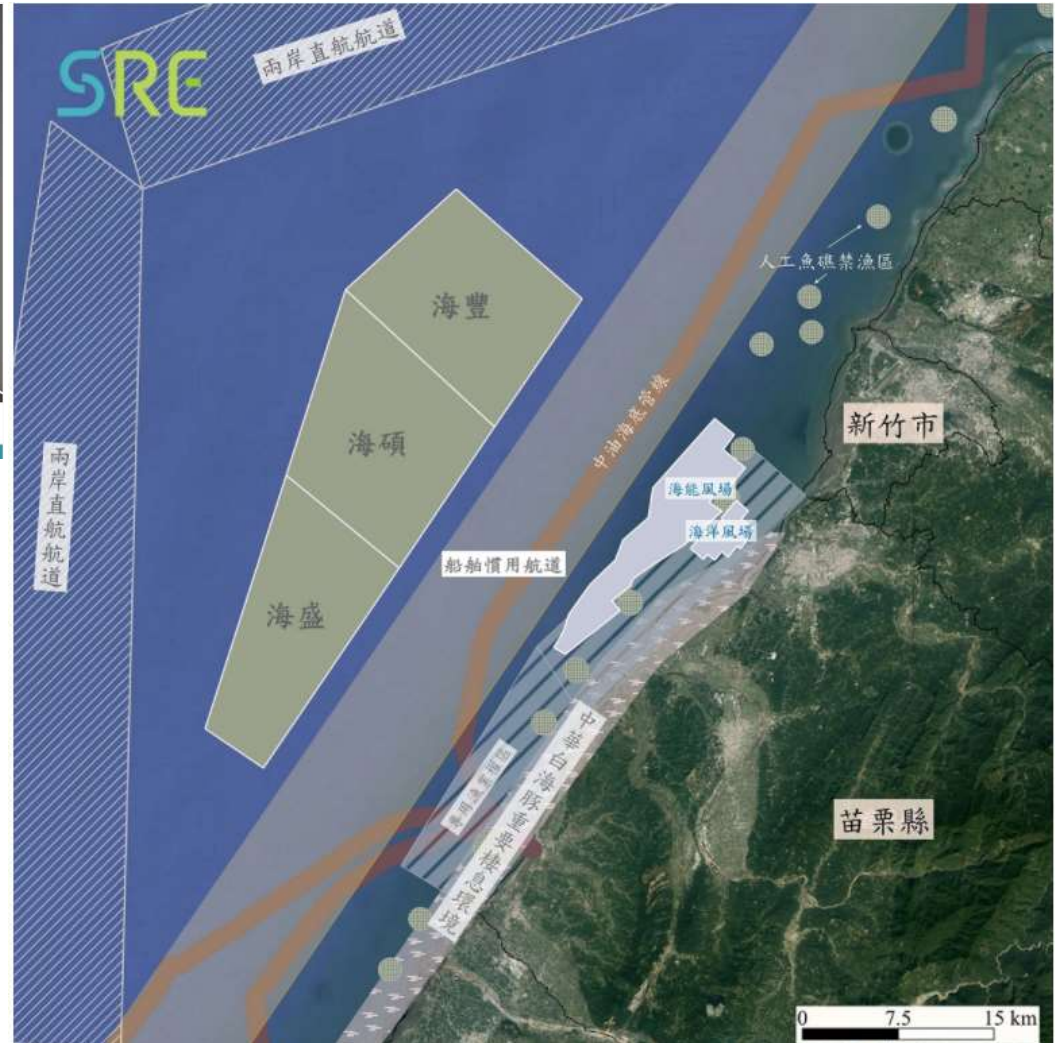 SRE
兩岸直航航道
人工魚礁禁漁區
海豐
新竹市
中油海底管線
海碩
海能風場
兩岸直航航道
海洋風場
船舶慣用航道
海盛
中華白海豚重要棲息環境
苗栗縣
0 7.5 15 km